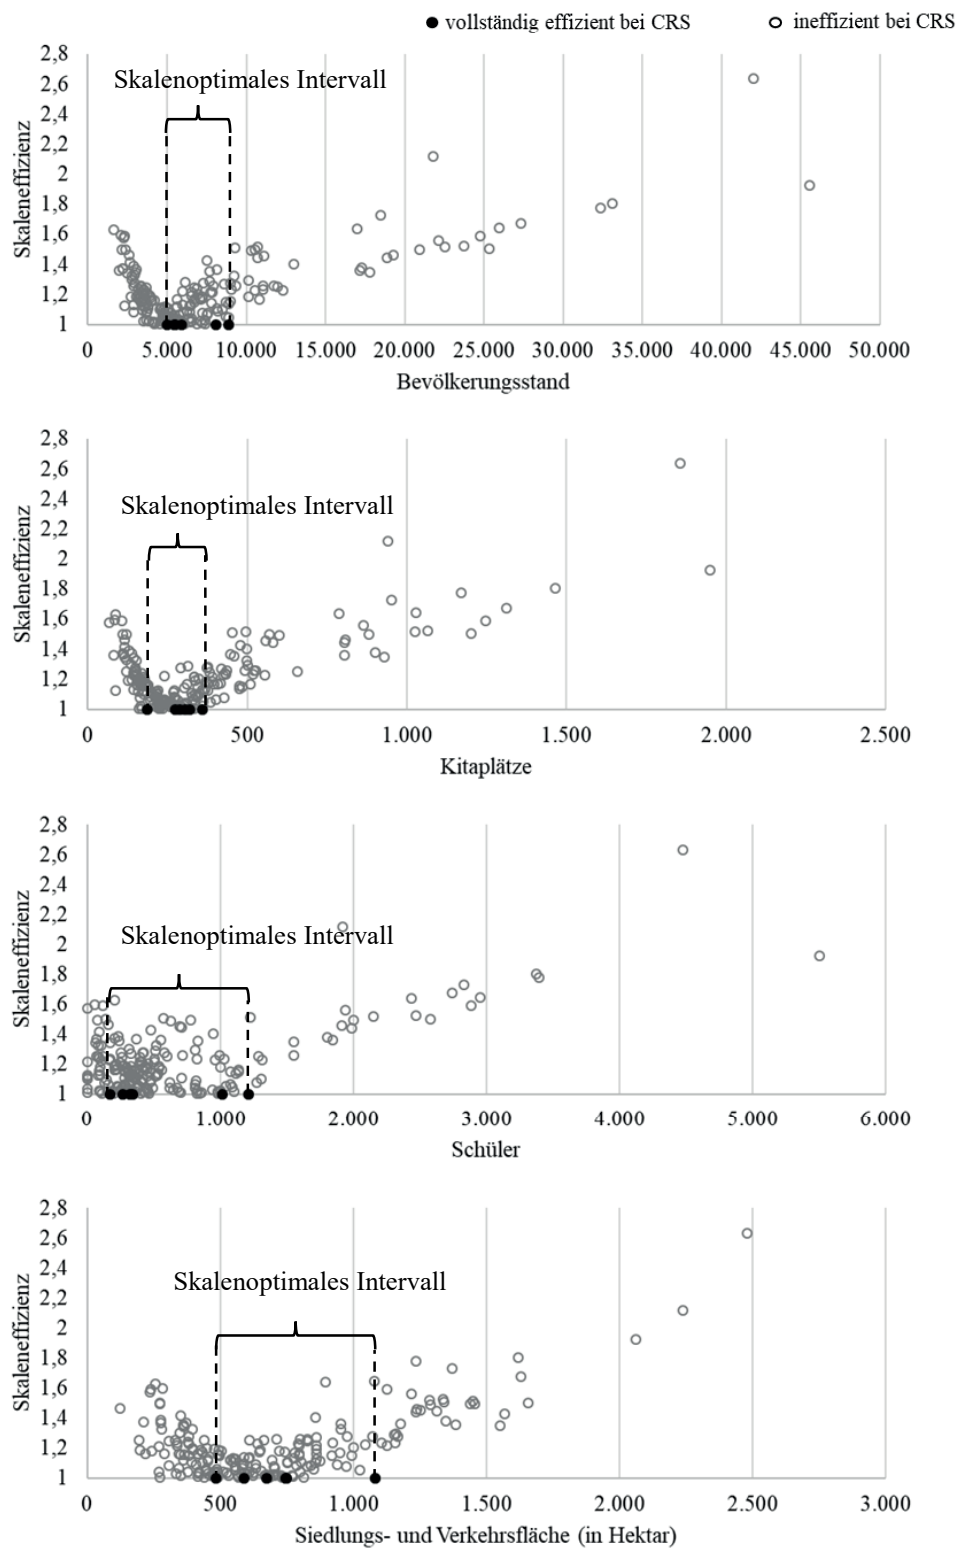 vollständig effizient bei CRS ineffizient bei CRS
2,8
Skalenoptimales Intervall
2,6
2,4
2,2
2
1,8
1,6
1,4
1,2
1
Skaleneffizienz
0 5.000 10.000 15.000 20.000 25.000 30.000 35.000 40.000 45.000 50.000
Bevölkerungsstand
2,8
2,6
2,4
Skalenoptimales Intervall
2,2
2
1,8
1,6
1,4
1,2
1
Skaleneffizienz
0 500 1.000 1.500 2.000 2.500
Kitaplätze
2,8
2,6
2,4
2,2
Skalenoptimales Intervall
2
1,8
1,6
1,4
1,2
1
Skaleneffizienz
0 1.000 2.000 3.000 4.000 5.000 6.000
Schüler
2,8
2,6
2,4
Skalenoptimales Intervall
2,2
2
1,8
1,6
1,4
1,2
1
Skaleneffizienz
0 500 1.000 1.500 2.000 2.500 3.000
Siedlungs- und Verkehrsfläche (in Hektar)